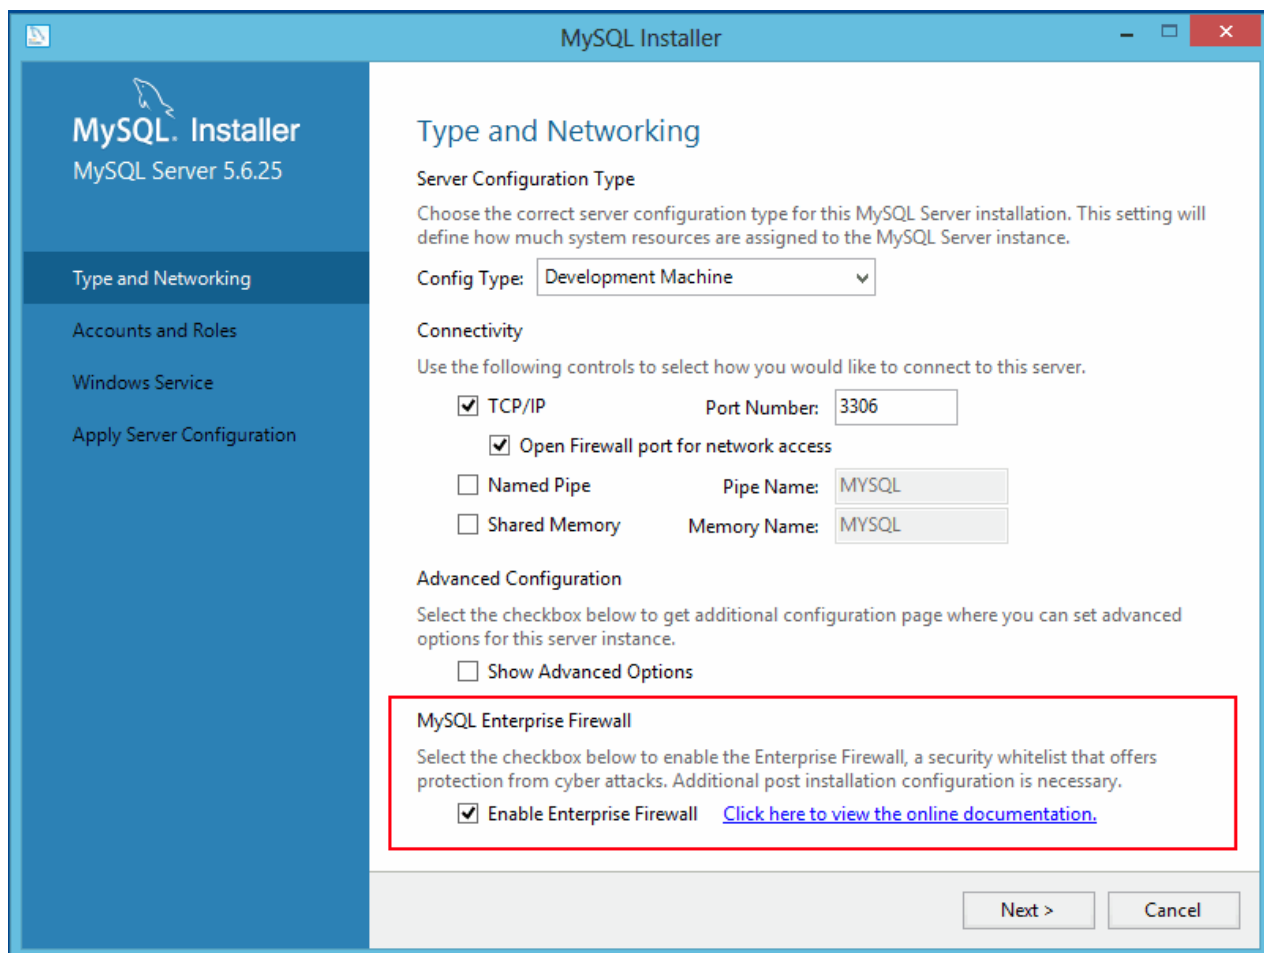 MySQL Installer
MySQL. Installer
MySQL Server 5.6.25
Type and Networking
Accounts and Roles
Windows Service
Apply Server Configuration
Type and Networking
Server Configuration Type
Choose the correct server configuration type for this MySQL Server installation. This setting will
define how much system resources are assigned to the MySQL Server instance.
Config Type: Development Machine
Connectivity
Use the following controls to select how you would like to connect to this server.
TCP/IP Port Number: 3306
Open Firewall port for network access
Named Pipe Pipe Name: MYSQL
Shared Memory Memory Name: MYSQL
Advanced Configuration
Select the checkbox below to get additional configuration page where you can set advanced
options for this server instance.
Show Advanced Options
MySQL Enterprise Firewall
Select the checkbox below to enable the Enterprise Firewall, a security whitelist that offers
protection from cyber attacks. Additional post installation configuration is necessary.
Enable Enterprise Firewall Click here to view the online documentation.
Next > Cancel